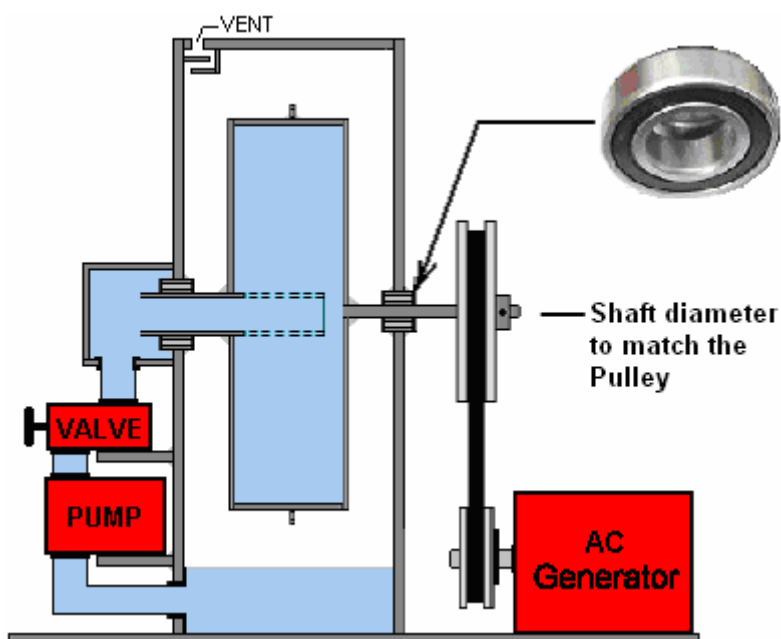 VENT
Shaft diameter
to match the
Pulley
VALVE
PUMP
AC
Generator